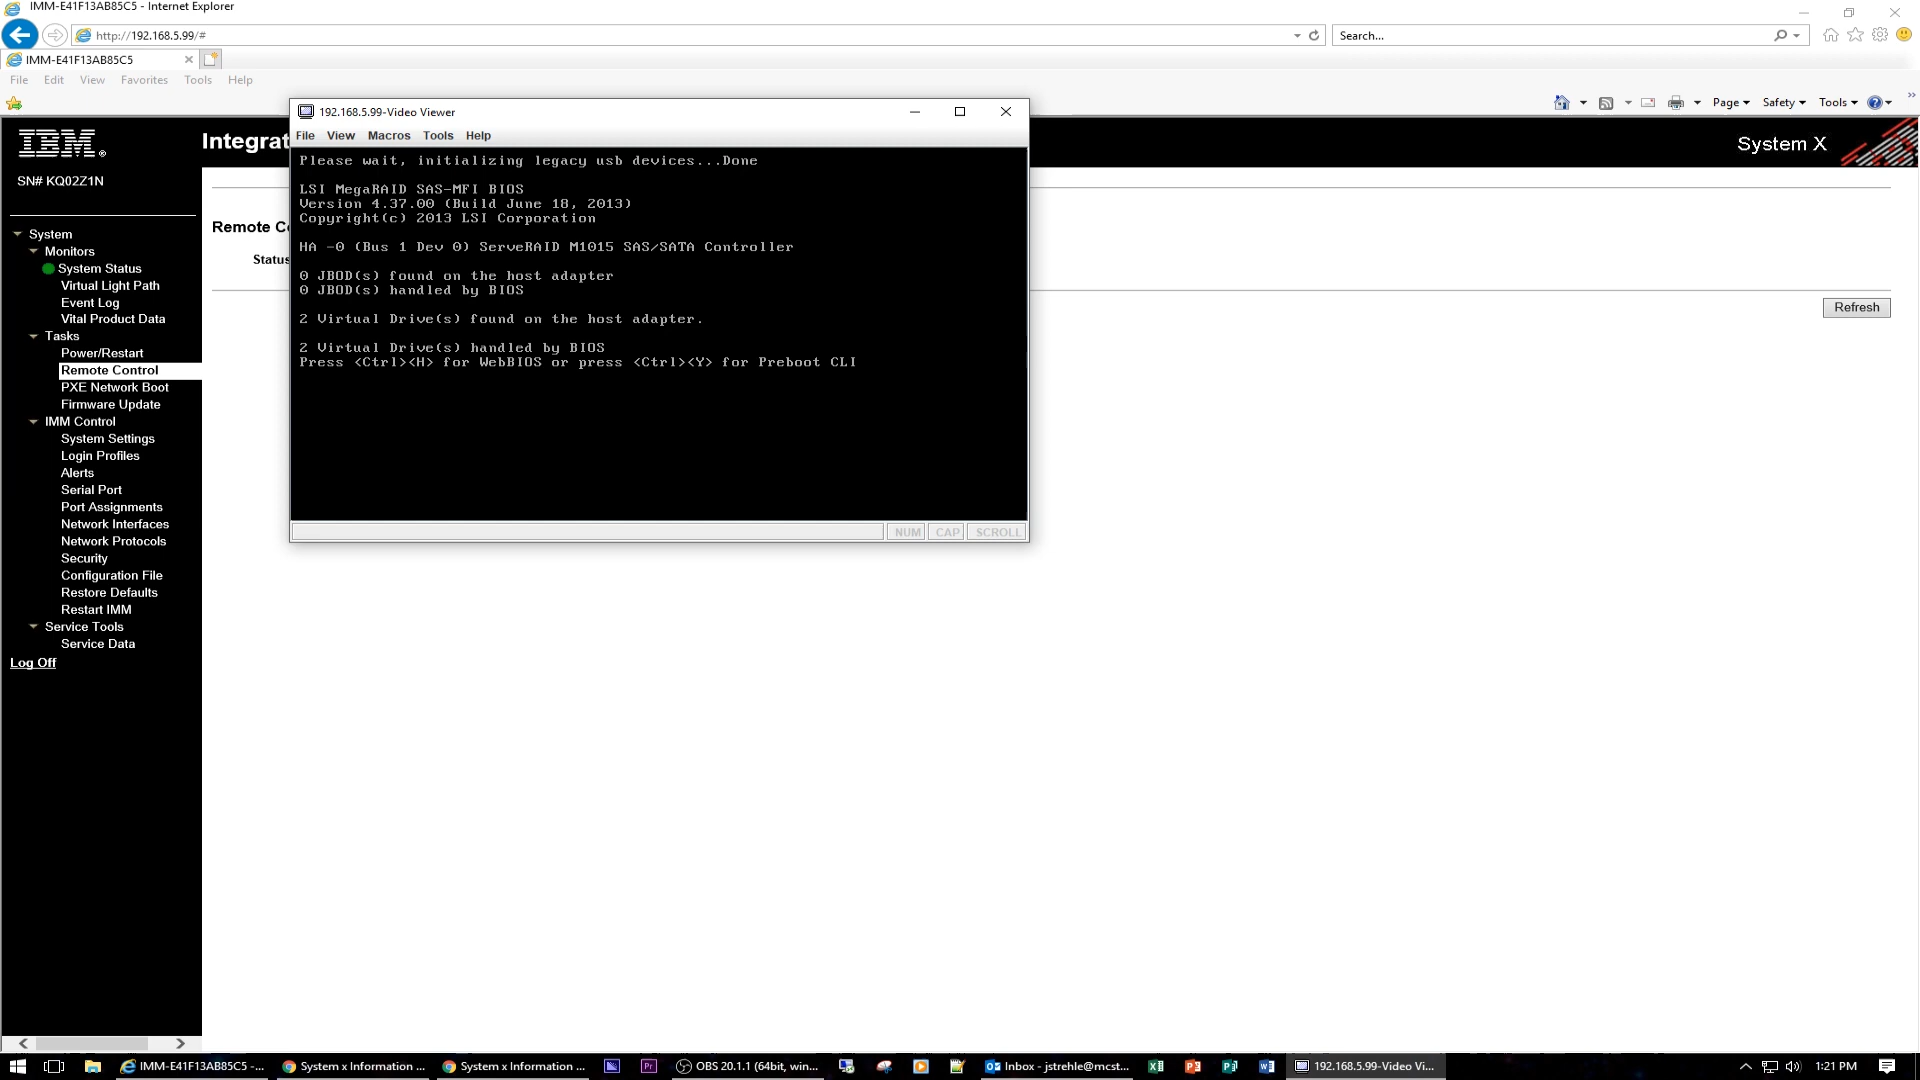 IMM-E41F13AB85C5 - Internet Explorer
http://192.168.5.99/#
Search...
IMM-E41F13AB85C5
File Edit View Favorites Tools Help
Page Safety Tools
192.168.5.99-Video Viewer
File View Macros Tools Help
IBM®
Integrat
System X
SN# KQ02Z1N
Remote Co
Status
Refresh
System
Monitors
System Status
Virtual Light Path
Event Log
Vital Product Data
Tasks
Power/Restart
Remote Control
PXE Network Boot
Firmware Update
IMM Control
System Settings
Login Profiles
Alerts
Serial Port
Port Assignments
Network Interfaces
Network Protocols
Security
Configuration File
Restore Defaults
Restart IMM
Service Tools
Service Data
Log Off
Please wait, initializing legacy usb devices...Done
LSI MegaRAID SAS-MFI BIOS
Version 4.37.00 (Build June 18, 2013)
Copyright(c) 2013 LSI Corporation
HA -0 (Bus 1 Dev 0) ServeRAID M1015 SAS/SATA Controller
0 JBOD(s) found on the host adapter
0 JBOD(s) handled by BIOS
2 Virtual Drive(s) found on the host adapter.
2 Virtual Drive(s) handled by BIOS
Press <Ctrl><H> for WebBIOS or press <Ctrl><Y> for Preboot CLI
NUM CAP SCROLL
IMM-E41F13AB85C5 -...
System x Information ...
System x Information ...
Pr
OBS 20.1.1 (64bit, win...
Inbox - jstrehle@mcst...
192.168.5.99-Video Vi...
1:21 PM